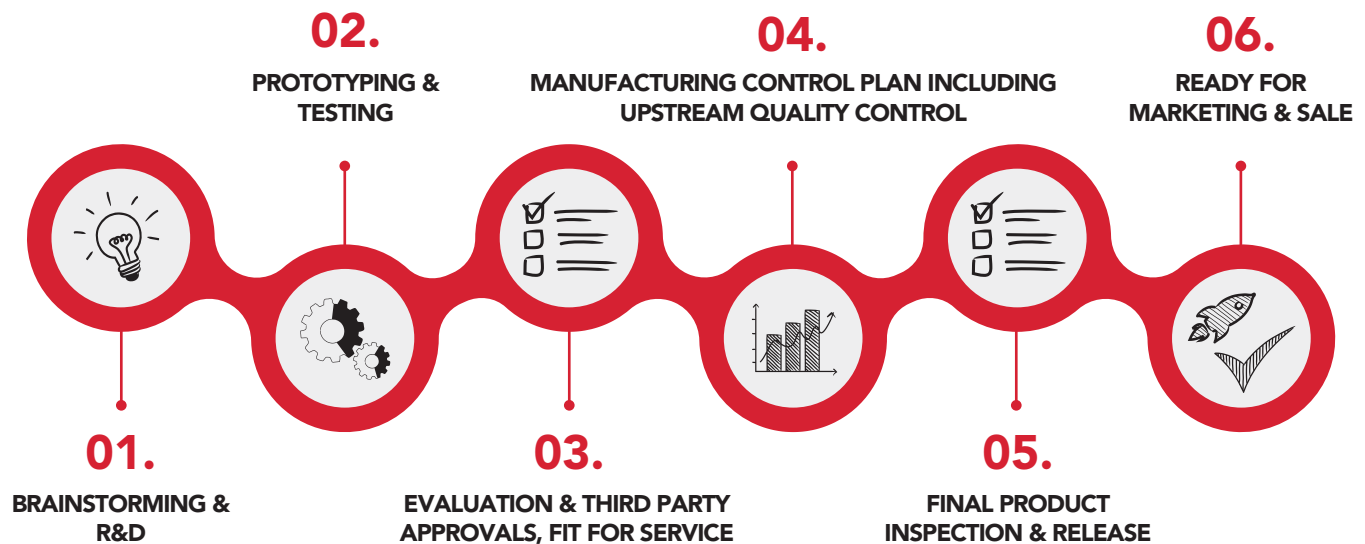 01.
BRAINSTORMING &
R&D
02.
PROTOTYPING &
TESTING
03.
EVALUATION & THIRD PARTY
APPROVALS, FIT FOR SERVICE
04.
MANUFACTURING CONTROL PLAN INCLUDING
UPSTREAM QUALITY CONTROL
05.
FINAL PRODUCT
INSPECTION & RELEASE
06.
READY FOR
MARKETING & SALE